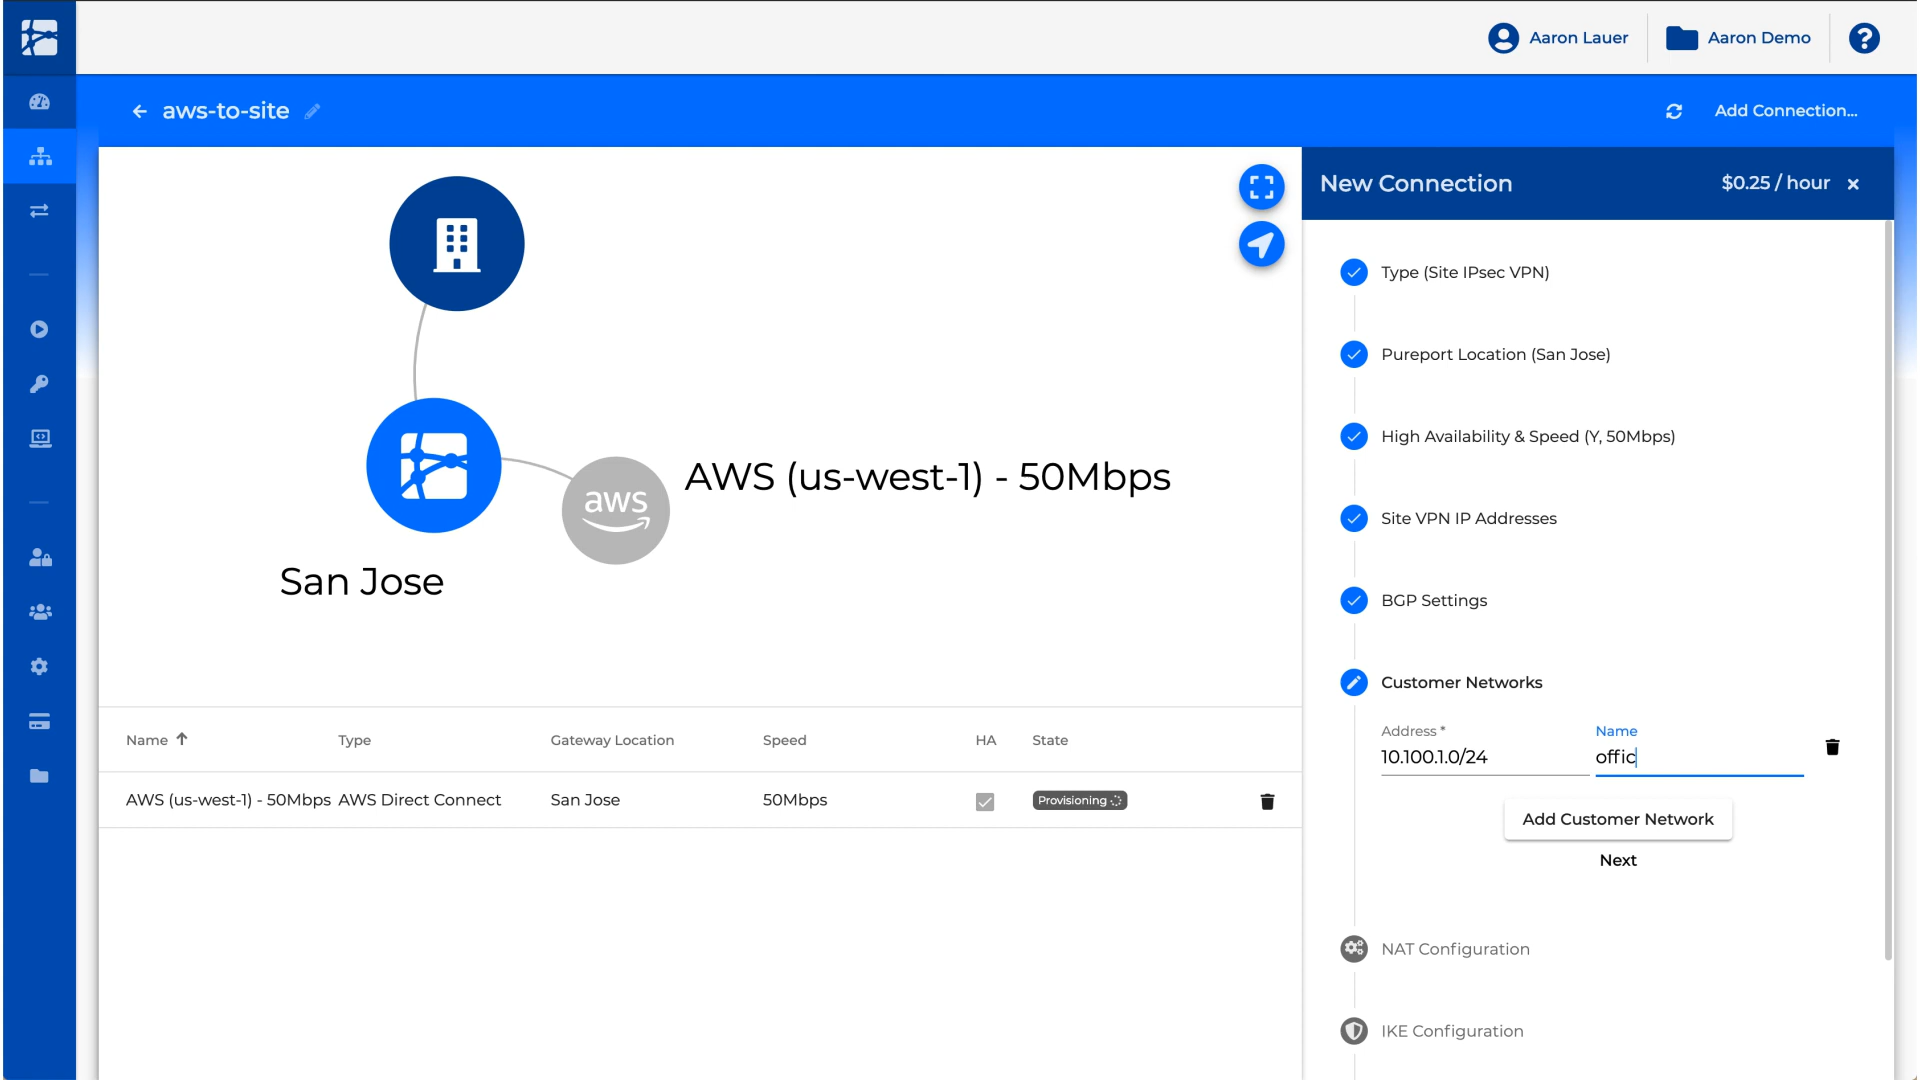 Aaron Lauer
Aaron Demo
?
aws-to-site
Add Connection...
New Connection
$0.25 / hour
aws
AWS (us-west-1) - 50Mbps
San Jose
Type (Site IPsec VPN)
Pureport Location (San Jose)
High Availability & Speed (Y, 50Mbps)
Site VPN IP Addresses
BGP Settings
Customer Networks
Address *
Name
10.100.1.0/24
offic
Add Customer Network
Next
NAT Configuration
IKE Configuration
Name
Type
Gateway Location
Speed
HA
State
AWS (us-west-1) - 50Mbps
AWS Direct Connect
San Jose
50Mbps
Provisioning